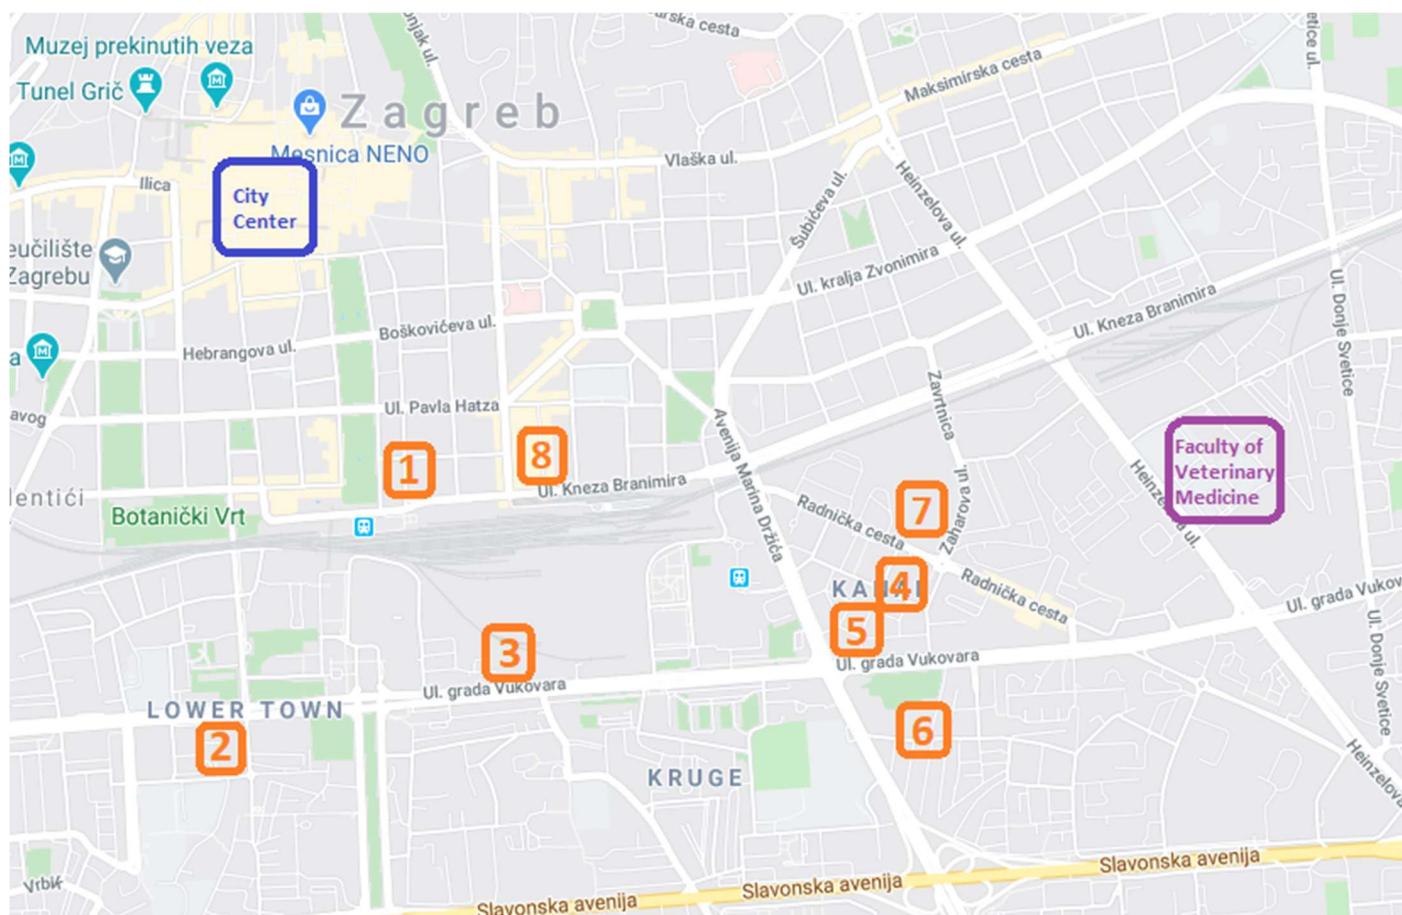 Muzej prekinutih veza
Tunel Grič
Zagreb
Mesnica NENO
Ilica
City
Center
eučilište
Zagrebu
Vlaška ul.
Maksimirska cesta
etice ul.
Heinzelova ul.
Šubićeva ul.
Ul. kralja Zvonimira
Ul. Kneza Branimira
Ul. Donje Svetice
Boškovićeva ul.
Hebrangova ul.
a
avog
Ul. Pavla Hatza
Zavrtnica
Avenija Marina Držića
1
8
Ul. Kneza Branimira
lentići
Botanički Vrt
Faculty of
Veterinary
Medicine
Heinzelova ul.
Radnička cesta
7
Zaharova ul.
4
5
Radnička cesta
Ul. grada Vukovara
Ul. grada Vukovara
3
Ul. grada Vukovara
Ul. Donje Svetice
LOWER TOWN
2
6
KRUGE
Heinzelova
Slavonska avenija
Slavonska avenija
Slavonska avenija
Vrbik